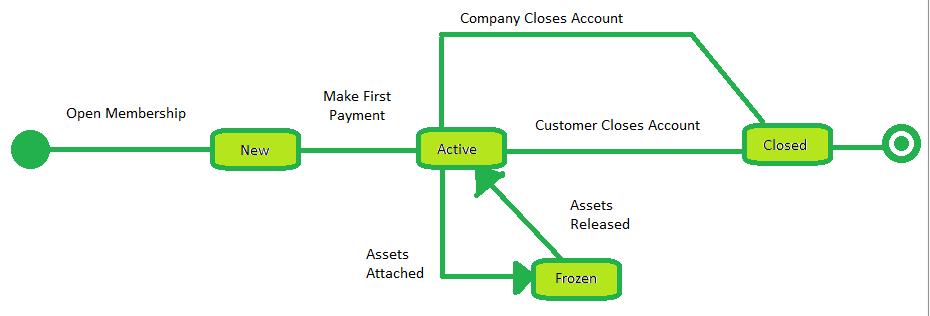 Company Closes Account
Open Membership
Make First
Payment
Customer Closes Account
New
Active
Closed
Assets
Released
Assets
Attached
Frozen